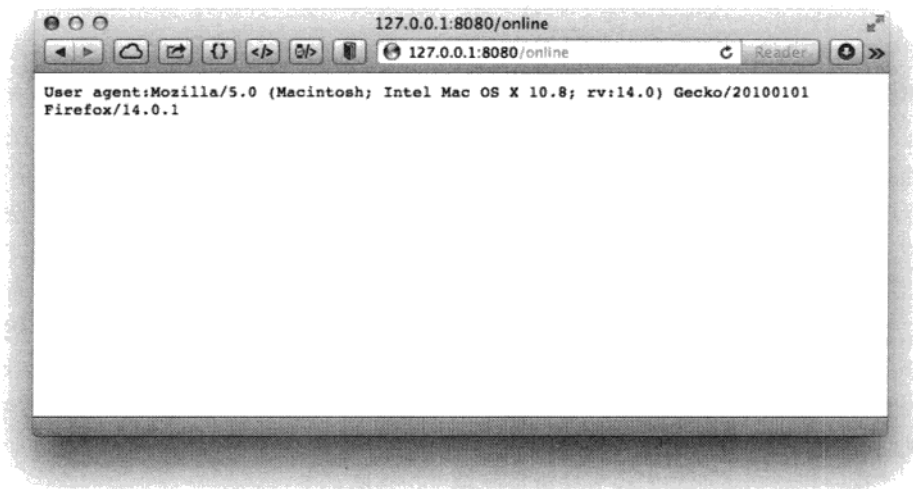 127.0.0.1:8080/online
127.0.0.1:8080/online
Reader
User agent:Mozilla/5.0 (Macintosh; Intel Mac OS X 10.8; rv:14.0) Gecko/20100101
Firefox/14.0.1